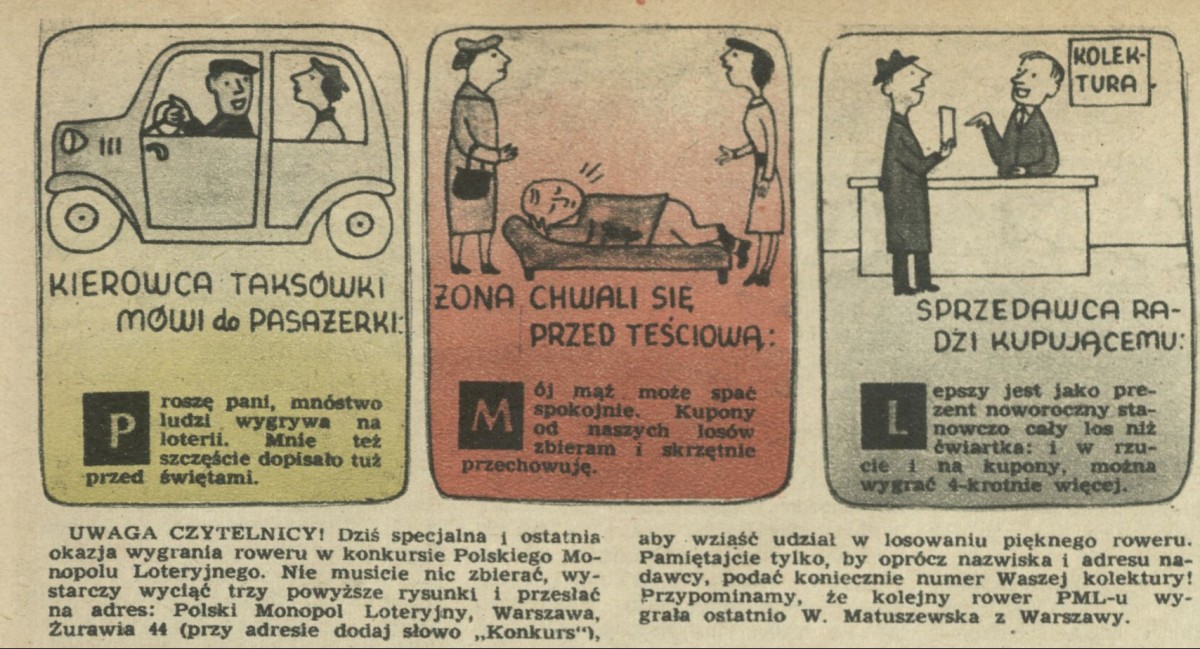 KIEROWCA TAKSÓWKI
MÓWI do PASAŻERKI:
Proszę pani, mnóstwo
ludzi wygrywa na
loterii. Mnie też
szczęście dopisało tuż
przed świętami.
ŻONA CHWALI SIĘ
PRZED TEŚCIOWĄ:
Mój mąż może spać
spokojnie. Kupony
od naszych losów
zbieram i skrzętnie
przechowuję.
KOLEK-
TURA
SPRZEDAWCA RA-
DZI KUPUJĄCEMU:
Lepszy jest jako pre-
zent noworoczny sta-
nowczo cały los niż
ćwiartka: i w rzu-
cie i na kupony, można
wygrać 4-krotnie więcej.
UWAGA CZYTELNICY! Dziś specjalna i ostatnia
okazja wygrania roweru w konkursie Polskiego Mo-
nopolu Loteryjnego. Nie musicie nic zbierać, wy-
starczy wyciąć trzy powyższe rysunki i przesłać
na adres: Polski Monopol Loteryjny, Warszawa,
Żurawia 44 (przy adresie dodaj słowo „Konkurs“),
aby wziąść udział w losowaniu pięknego roweru.
Pamiętajcie tylko, by oprócz nazwiska i adresu na-
dawcy, podać koniecznie numer Waszej kolektury!
Przypominamy, że kolejny rower PML-u wy-
grała ostatnio W. Matuszewska z Warszawy.